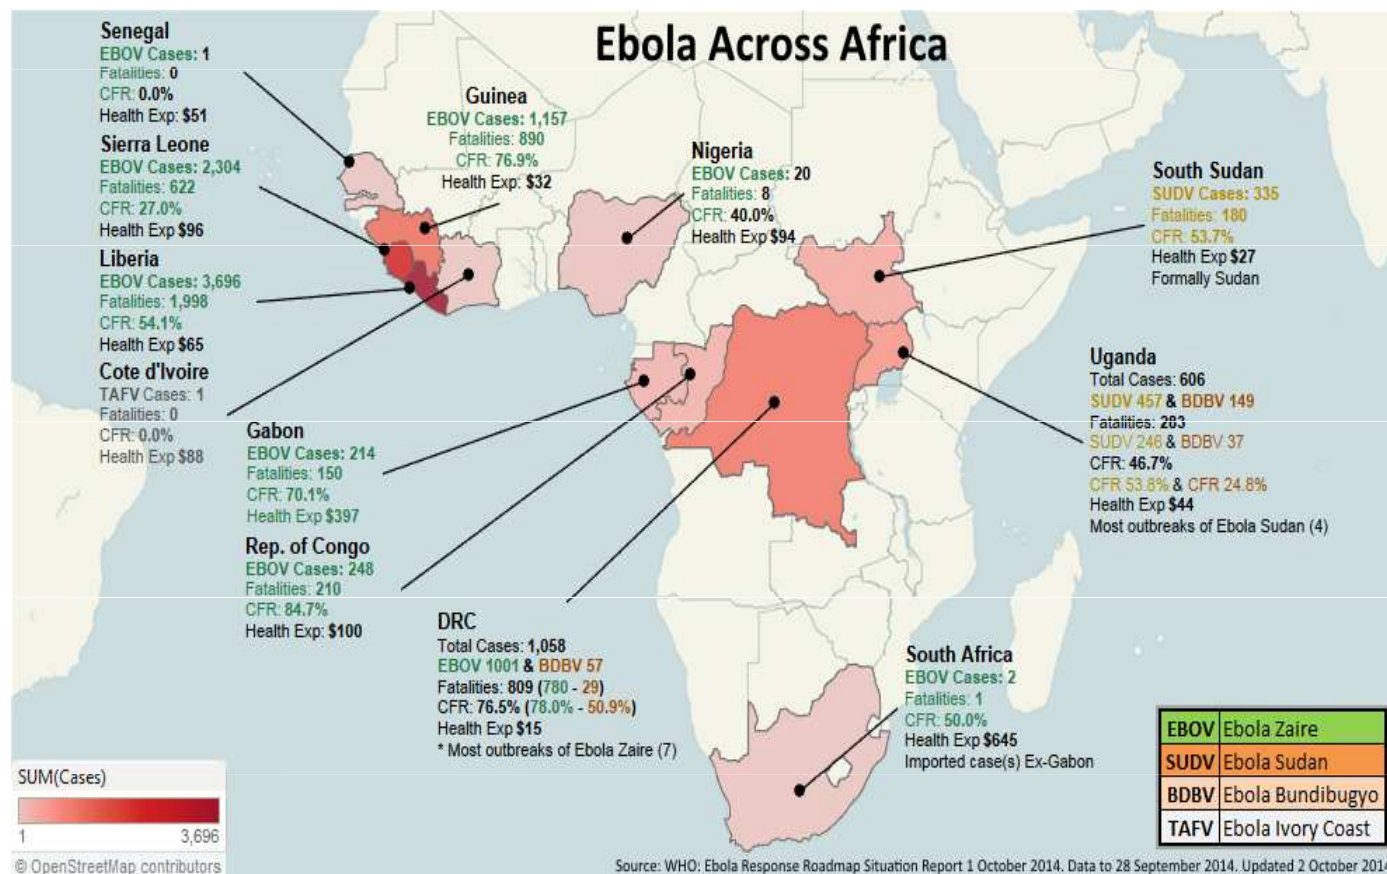 Ebola Across Africa
Senegal
EBOV Cases: 1
Fatalities: 0
CFR: 0.0%
Health Exp: $51
Sierra Leone
EBOV Cases: 2,304
Fatalities: 622
CFR: 27.0%
Health Exp $96
Liberia
EBOV Cases: 3,696
Fatalities: 1,998
CFR: 54.1%
Health Exp $65
Cote d'Ivoire
TAFV Cases: 1
Fatalities: 0
CFR: 0.0%
Health Exp $88
Guinea
EBOV Cases: 1,157
Fatalities: 890
CFR: 76.9%
Health Exp: $32
Nigeria
EBOV Cases: 20
Fatalities: 8
CFR: 40.0%
Health Exp $94
South Sudan
SUDV Cases: 335
Fatalities: 180
CFR: 53.7%
Health Exp $27
Formally Sudan
Uganda
Total Cases: 606
SUDV 457 & BDBV 149
Fatalities: 283
SUDV 246 & BDBV 37
CFR: 46.7%
CFR 53.8% & CFR 24.8%
Health Exp $44
Most outbreaks of Ebola Sudan (4)
Gabon
EBOV Cases: 214
Fatalities: 150
CFR: 70.1%
Health Exp $397
Rep. of Congo
EBOV Cases: 248
Fatalities: 210
CFR: 84.7%
Health Exp: $100
DRC
Total Cases: 1,058
EBOV 1001 & BDBV 57
Fatalities: 809 (780 - 29)
CFR: 76.5% (78.0% - 50.9%)
Health Exp $15
* Most outbreaks of Ebola Zaire (7)
South Africa
EBOV Cases: 2
Fatalities: 1
CFR: 50.0%
Health Exp $645
Imported case(s) Ex-Gabon
EBOV Ebola Zaire
SUDV Ebola Sudan
BDBV Ebola Bundibugyo
TAFV Ebola Ivory Coast
SUM(Cases)
1 3,696
© OpenStreetMap contributors
Source: WHO: Ebola Response Roadmap Situation Report 1 October 2014. Data to 28 September 2014. Updated 2 October 2014